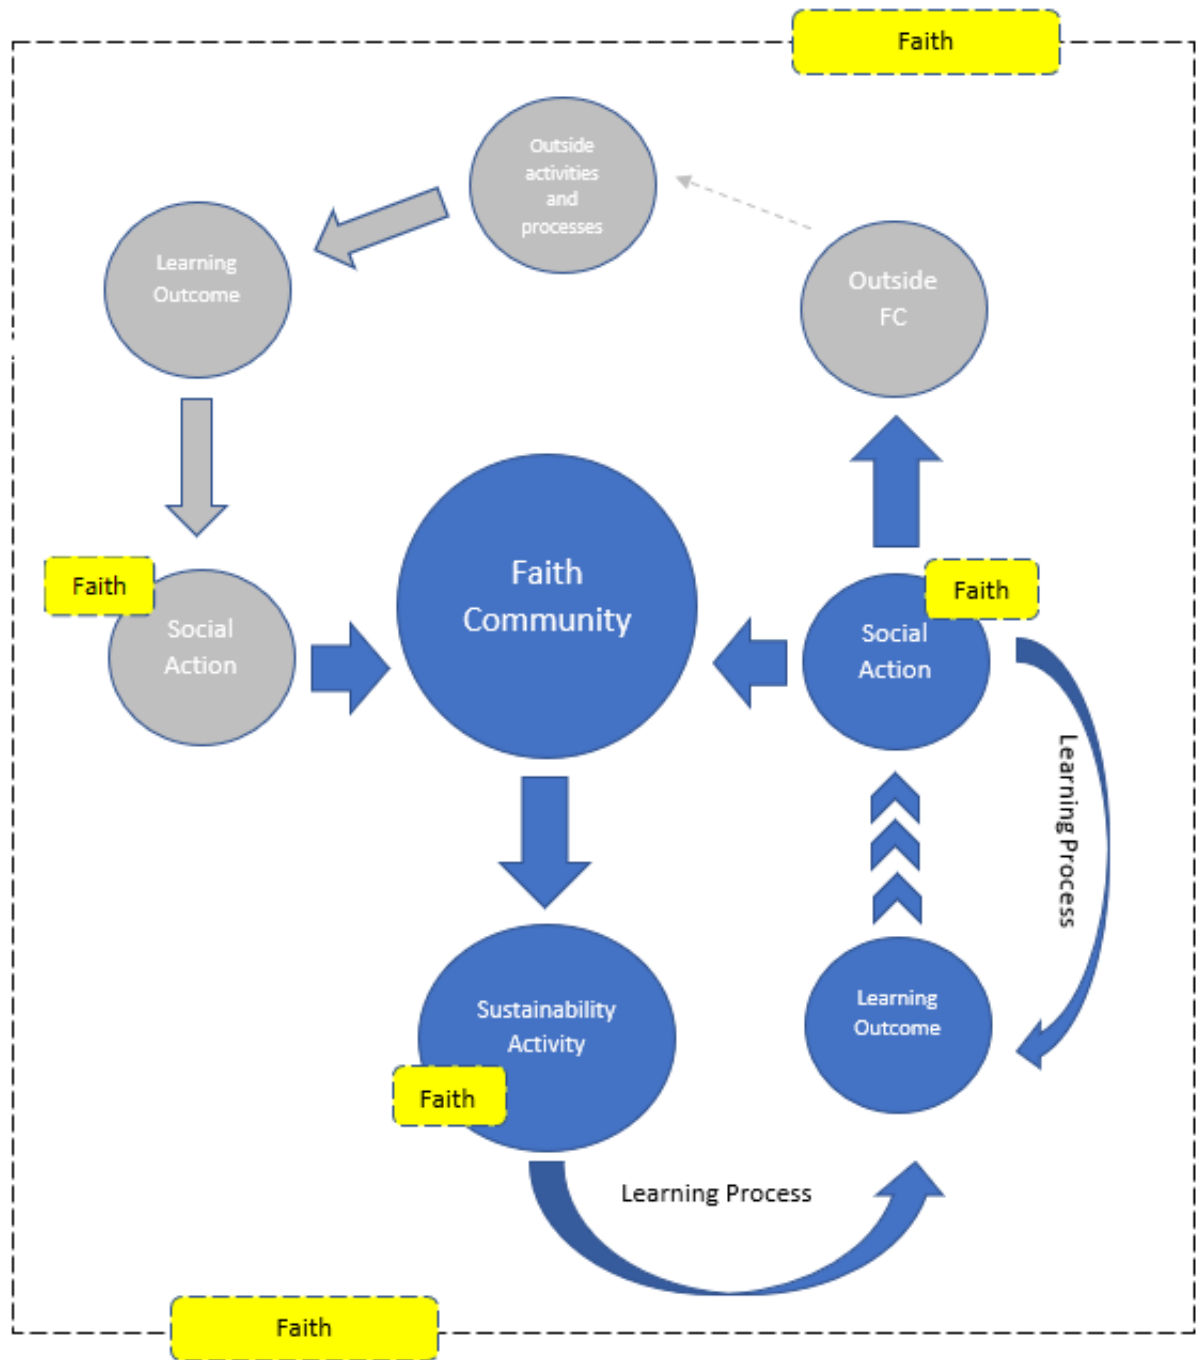 Faith
Outside
activities
and
processes
Learning
Outcome
Outside
FC
Faith
Social
Action
Faith
Community
Faith
Social
Action
Learning Process
Sustainability
Activity
Faith
Learning
Outcome
Learning Process
Faith